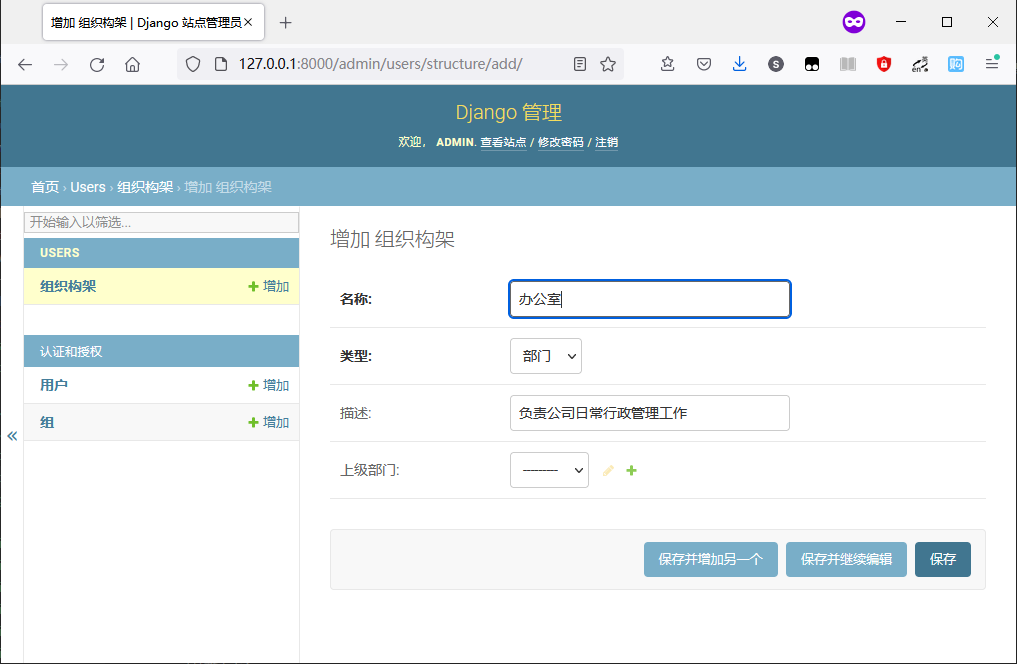 增加 组织构架 | Django 站点管理员
127.0.0.1:8000/admin/users/structure/add/
S
en
Django 管理
欢迎， ADMIN. 查看站点 / 修改密码 / 注销
首页 › Users › 组织构架 › 增加 组织构架
开始输入以筛选...
USERS
组织构架 增加
认证和授权
用户 增加
组 增加
«
增加 组织构架
名称: 办公室
类型: 部门
描述: 负责公司日常行政管理工作
上级部门: ---------
保存并增加另一个 保存并继续编辑 保存